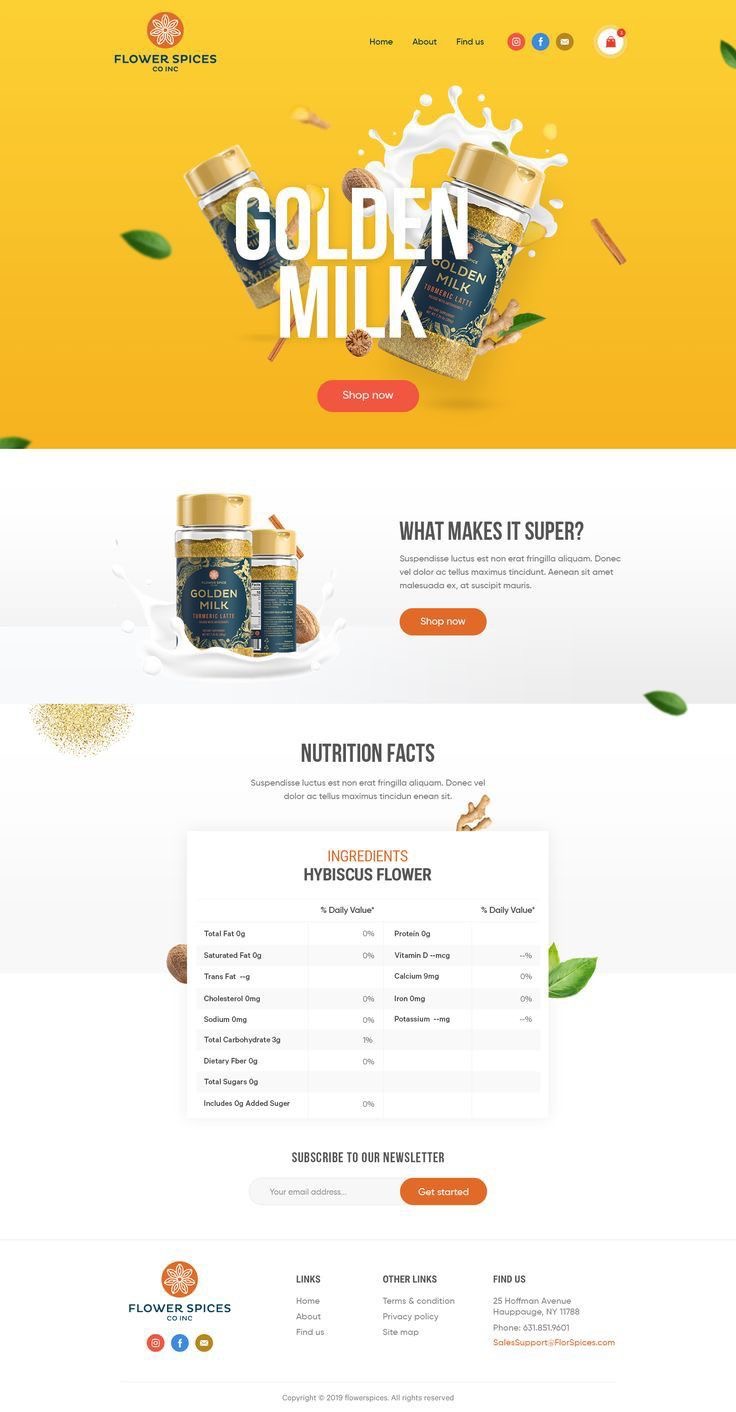 FLOWER SPICES
CO INC
Home About Find us
GOLDEN
MILK
GOLDEN
MILK
TURMERIC LATTE
Shop now
WHAT MAKES IT SUPER?
Suspendisse luctus est non erat fringilla aliquam. Donec
vel dolor ac tellus maximus tincidunt. Aenean sit amet
malesuada ex, at suscipit mauris.
Shop now
FLOWER SPICE
GOLDEN
MILK
TURMERIC LATTE
NUTRITION FACTS
Suspendisse luctus est non erat fringilla aliquam. Donec vel
dolor ac tellus maximus tincidun enean sit.
INGREDIENTS
HYBISCUS FLOWER
% Daily Value* % Daily Value*
Total Fat 0g 0% Protein 0g
Saturated Fat 0g 0% Vitamin D --mcg --%
Trans Fat --g Calcium 9mg 0%
Cholesterol 0mg 0% Iron 0mg 0%
Sodium 0mg 0% Potassium --mg --%
Total Carbohydrate 3g 1%
Dietary Fber 0g 0%
Total Sugars 0g
Includes 0g Added Suger 0%
SUBSCRIBE TO OUR NEWSLETTER
Your email address... Get started
FLOWER SPICES
CO INC
LINKS
Home
About
Find us
OTHER LINKS
Terms & condition
Privacy policy
Site map
FIND US
25 Hoffman Avenue
Hauppauge, NY 11788
Phone: 631.851.9601
SalesSupport@FlorSpices.com
Copyright © 2019 flowerspices. All rights reserved